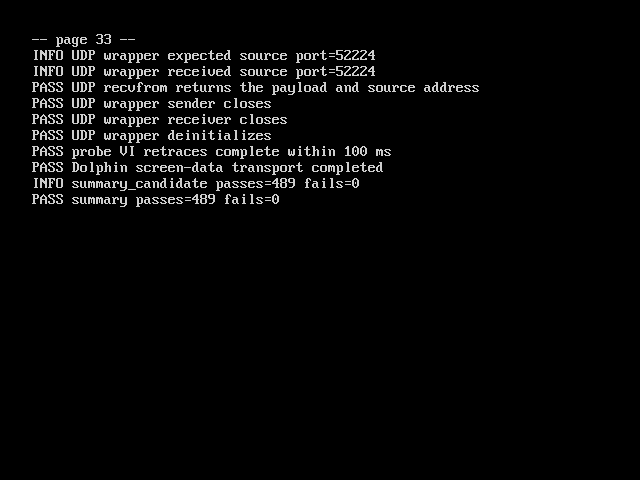 -- page 33 --
INFO UDP wrapper expected source port=52224
INFO UDP wrapper received source port=52224
PASS UDP recvfrom returns the payload and source address
PASS UDP wrapper sender closes
PASS UDP wrapper receiver closes
PASS UDP wrapper deinitializes
PASS probe VI retraces complete within 100 ms
PASS Dolphin screen-data transport completed
INFO summary_candidate passes=489 fails=0
PASS summary passes=489 fails=0